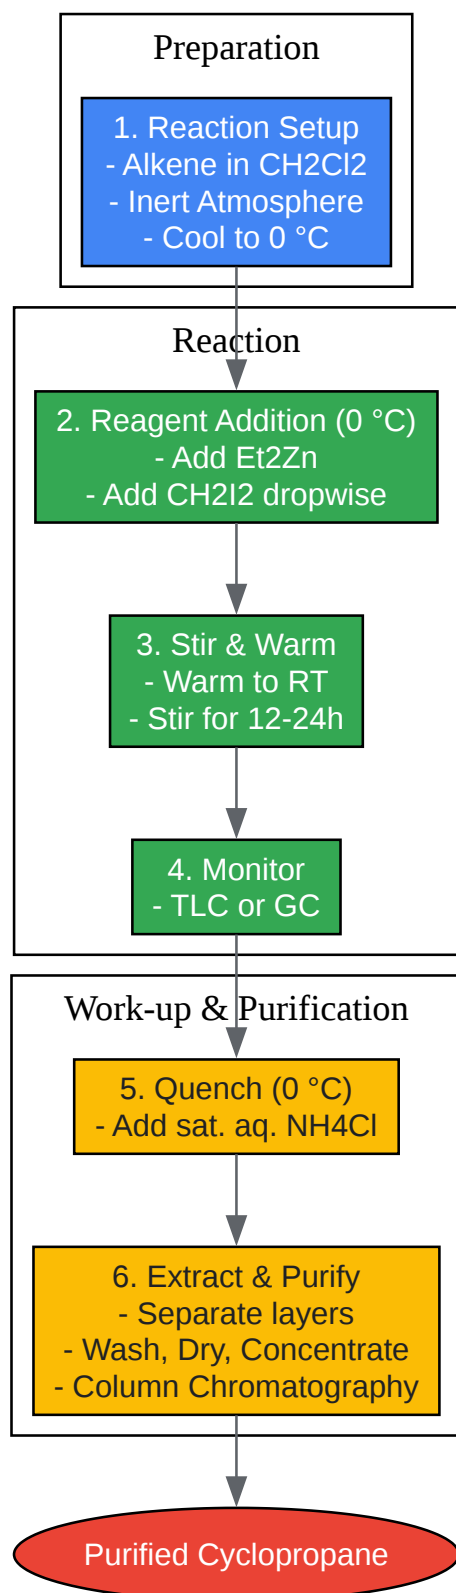 Preparation
1. Reaction Setup
- Alkene in CH2Cl2
- Inert Atmosphere
- Cool to 0 °C
Reaction
2. Reagent Addition (0 °C)
- Add Et2Zn
- Add CH2I2 dropwise
3. Stir & Warm
- Warm to RT
- Stir for 12-24h
4. Monitor
- TLC or GC
Work-up & Purification
5. Quench (0 °C)
- Add sat. aq. NH4Cl
6. Extract & Purify
- Separate layers
- Wash, Dry, Concentrate
- Column Chromatography
Purified Cyclopropane